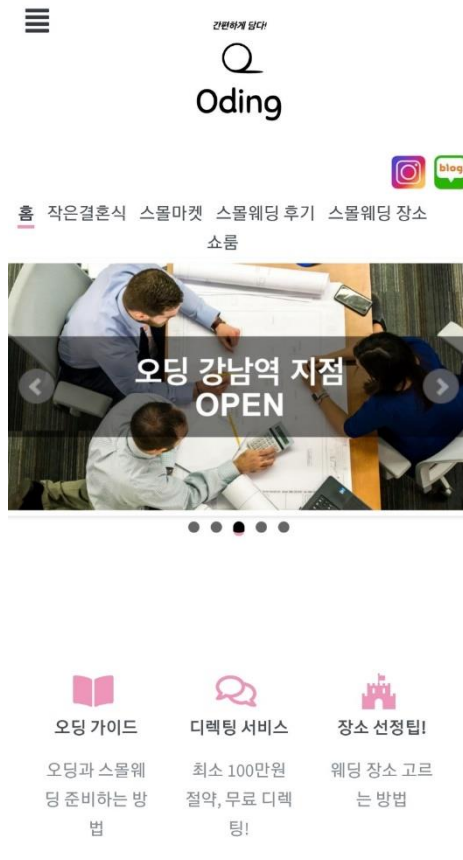 간편하게 담다!
Oding
blog
홈 작은결혼식 스몰마켓 스몰웨딩 후기 스몰웨딩 장소
쇼룸
오딩 강남역 지점
OPEN
오딩 가이드
오딩과 스몰웨
딩 준비하는 방
법
디렉팅 서비스
최소 100만원
절약, 무료 디렉
팅!
장소 선정팁!
웨딩 장소 고르
는 방법